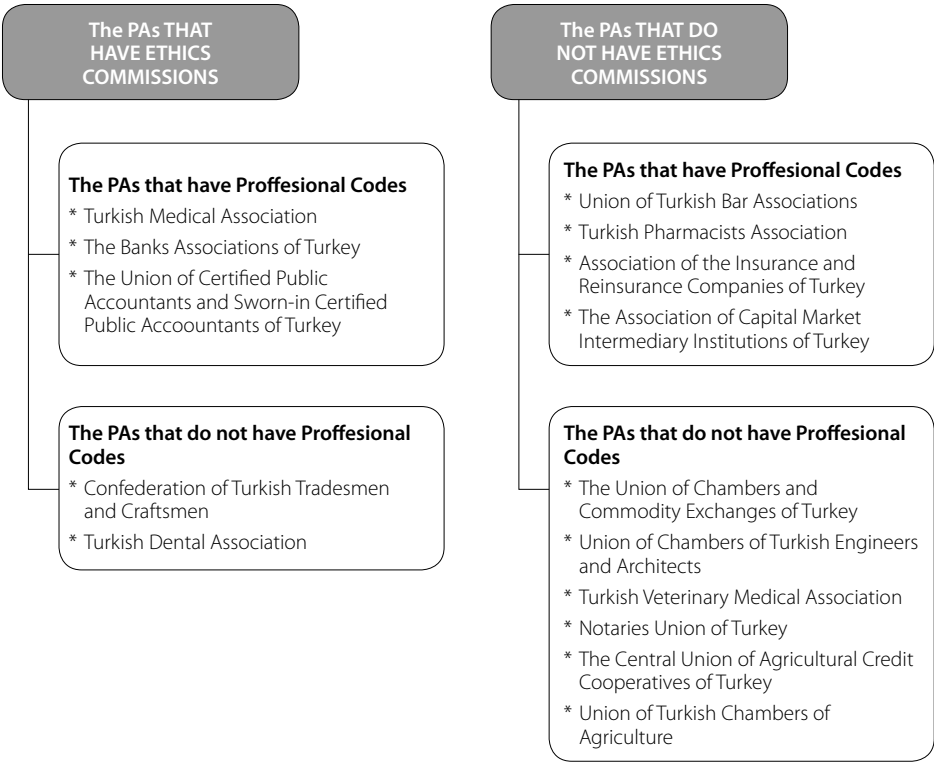 The PAs THAT
HAVE ETHICS
COMMISSIONS
The PAs that have Proffesional Codes
* Turkish Medical Association
* The Banks Associations of Turkey
* The Union of Certified Public
Accountants and Sworn-in Certified
Public Accoountants of Turkey
The PAs that do not have Proffesional
Codes
* Confederation of Turkish Tradesmen
and Craftsmen
* Turkish Dental Association
The PAs THAT DO
NOT HAVE ETHICS
COMMISSIONS
The PAs that have Proffesional Codes
* Union of Turkish Bar Associations
* Turkish Pharmacists Association
* Association of the Insurance and
Reinsurance Companies of Turkey
* The Association of Capital Market
Intermediary Institutions of Turkey
The PAs that do not have Proffesional
Codes
* The Union of Chambers and
Commodity Exchanges of Turkey
* Union of Chambers of Turkish Engineers
and Architects
* Turkish Veterinary Medical Association
* Notaries Union of Turkey
* The Central Union of Agricultural Credit
Cooperatives of Turkey
* Union of Turkish Chambers of
Agriculture